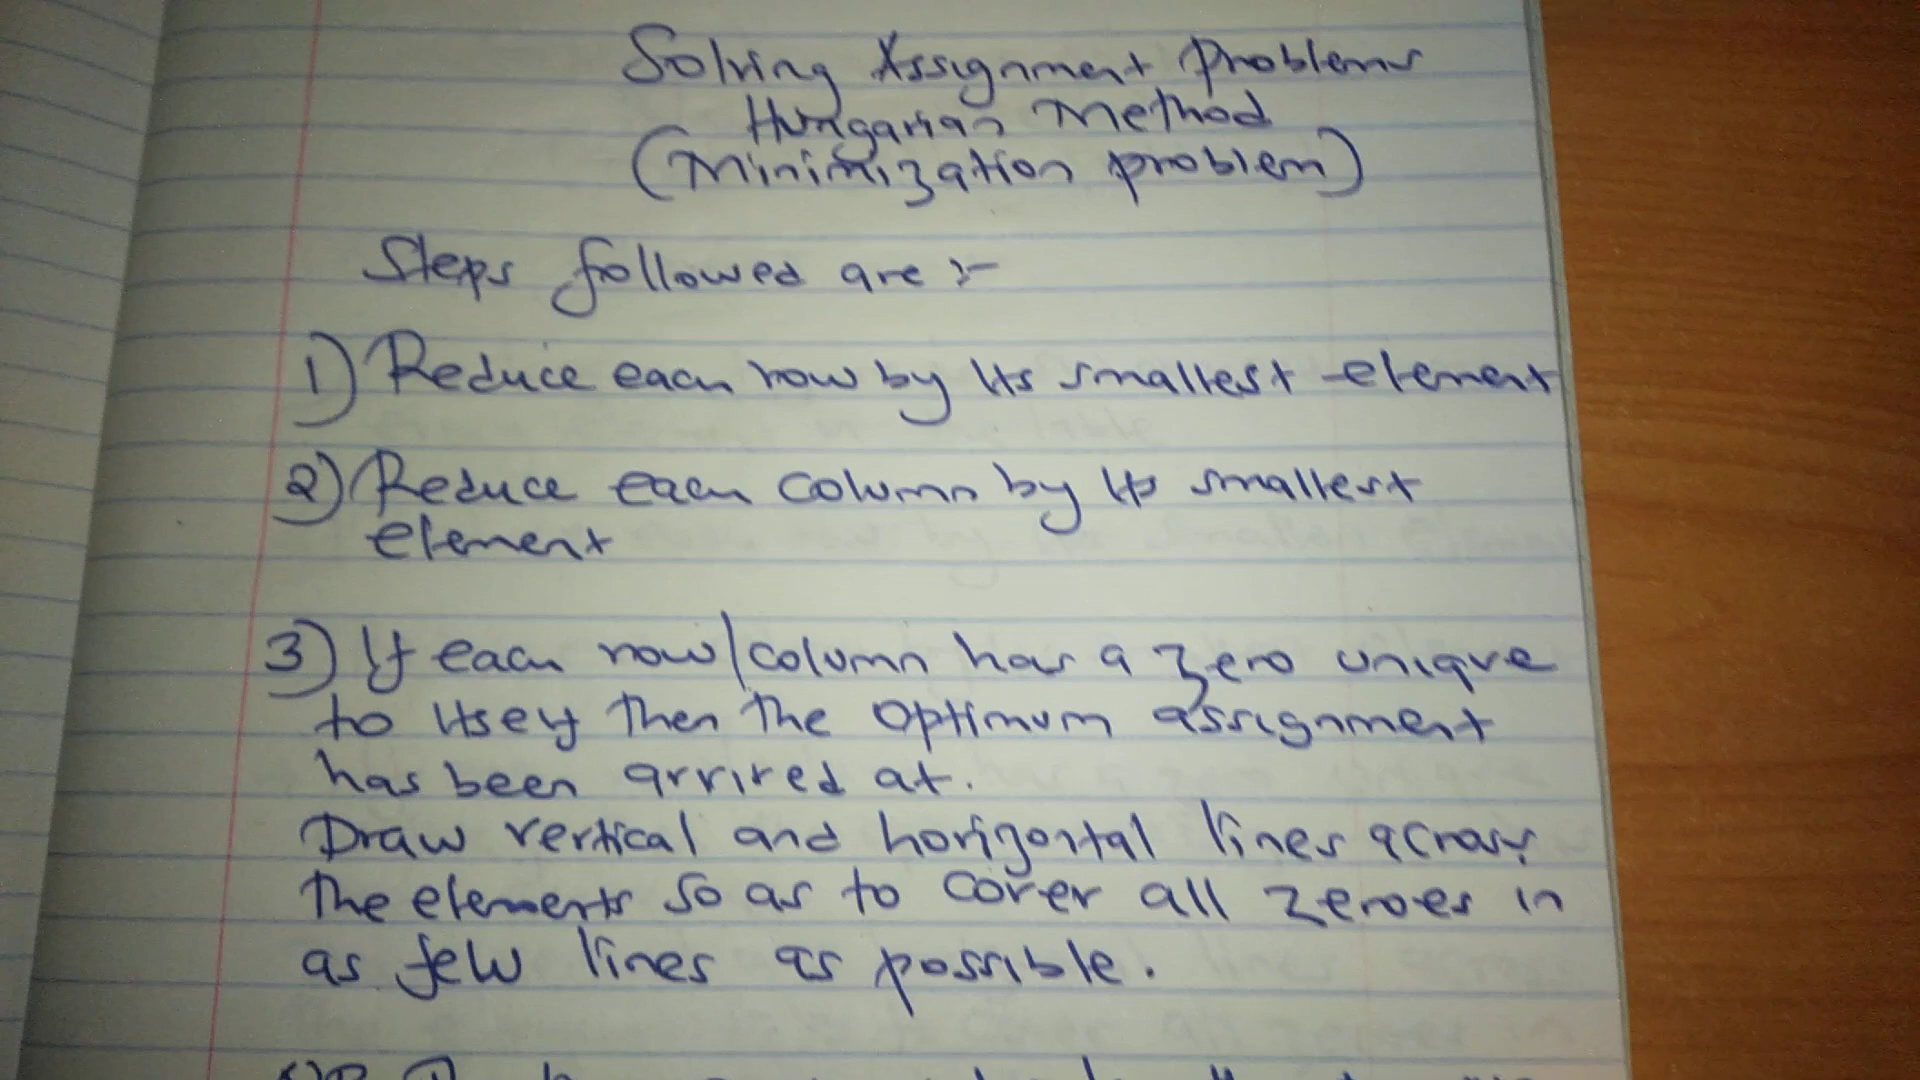 Solving Assignment Problems
Hungarian Method
(Minimization problem)
Steps followed are :-
1) Reduce each row by its smallest element
2) Reduce each column by its smallest
element
3) If each row/column has a zero unique
to itself then the optimum assignment
has been arrived at.
Draw vertical and horizontal lines across
the elements so as to cover all zeroes in
as few lines as possible.